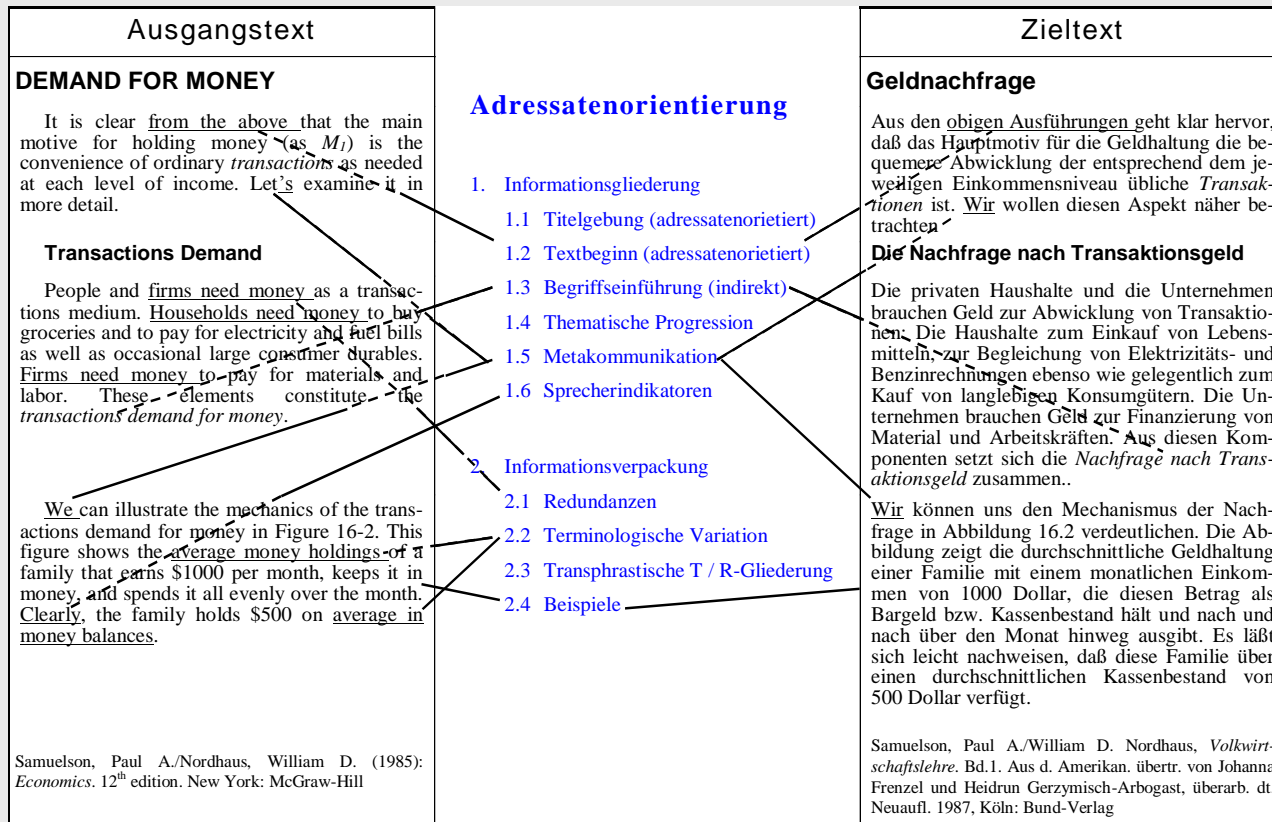 Ausgangstext
DEMAND FOR MONEY
It is clear from the above that the main
motive for holding money (as M1) is the
convenience of ordinary transactions as needed
at each level of income. Let's examine it in
more detail.
Transactions Demand
People and firms need money as a transac-
tions medium. Households need money to buy
groceries and to pay for electricity and fuel bills
as well as occasional large consumer durables.
Firms need money to pay for materials and
labor. These elements constitute the
transactions demand for money.
We can illustrate the mechanics of the trans-
actions demand for money in Figure 16-2. This
figure shows the average money holdings of a
family that earns $1000 per month, keeps it in
money, and spends it all evenly over the month.
Clearly, the family holds $500 on average in
money balances.
Samuelson, Paul A./Nordhaus, William D. (1985):
Economics. 12th edition. New York: McGraw-Hill
Adressatenorientierung
1. Informationsgliederung
1.1 Titelgebung (adressatenorietiert)
1.2 Textbeginn (adressatenorietiert)
1.3 Begriffseinführung (indirekt)
1.4 Thematische Progression
1.5 Metakommunikation
1.6 Sprecherindikatoren
2. Informationsverpackung
2.1 Redundanzen
2.2 Terminologische Variation
2.3 Transphrastische T / R-Gliederung
2.4 Beispiele
Zieltext
Geldnachfrage
Aus den obigen Ausführungen geht klar hervor,
daß das Hauptmotiv für die Geldhaltung die be-
quemere Abwicklung der entsprechend dem je-
weiligen Einkommensniveau übliche Transak-
tionen ist. Wir wollen diesen Aspekt näher be-
trachten
Die Nachfrage nach Transaktionsgeld
Die privaten Haushalte und die Unternehmen
brauchen Geld zur Abwicklung von Transaktio-
nen: Die Haushalte zum Einkauf von Lebens-
mitteln, zur Begleichung von Elektrizitäts- und
Benzinrechnungen ebenso wie gelegentlich zum
Kauf von langlebigen Konsumgütern. Die Un-
ternehmen brauchen Geld zur Finanzierung von
Material und Arbeitskräften. Aus diesen Kom-
ponenten setzt sich die Nachfrage nach Trans-
aktionsgeld zusammen..
Wir können uns den Mechanismus der Nach-
frage in Abbildung 16.2 verdeutlichen. Die Ab-
bildung zeigt die durchschnittliche Geldhaltung
einer Familie mit einem monatlichen Einkom-
men von 1000 Dollar, die diesen Betrag als
Bargeld bzw. Kassenbestand hält und nach und
nach über den Monat hinweg ausgibt. Es läßt
sich leicht nachweisen, daß diese Familie über
einen durchschnittlichen Kassenbestand von
500 Dollar verfügt.
Samuelson, Paul A./William D. Nordhaus, Volkwirt-
schaftslehre. Bd.1. Aus d. Amerikan. übertr. von Johanna
Frenzel und Heidrun Gerzymisch-Arbogast, überarb. dt.
Neuaufl. 1987, Köln: Bund-Verlag